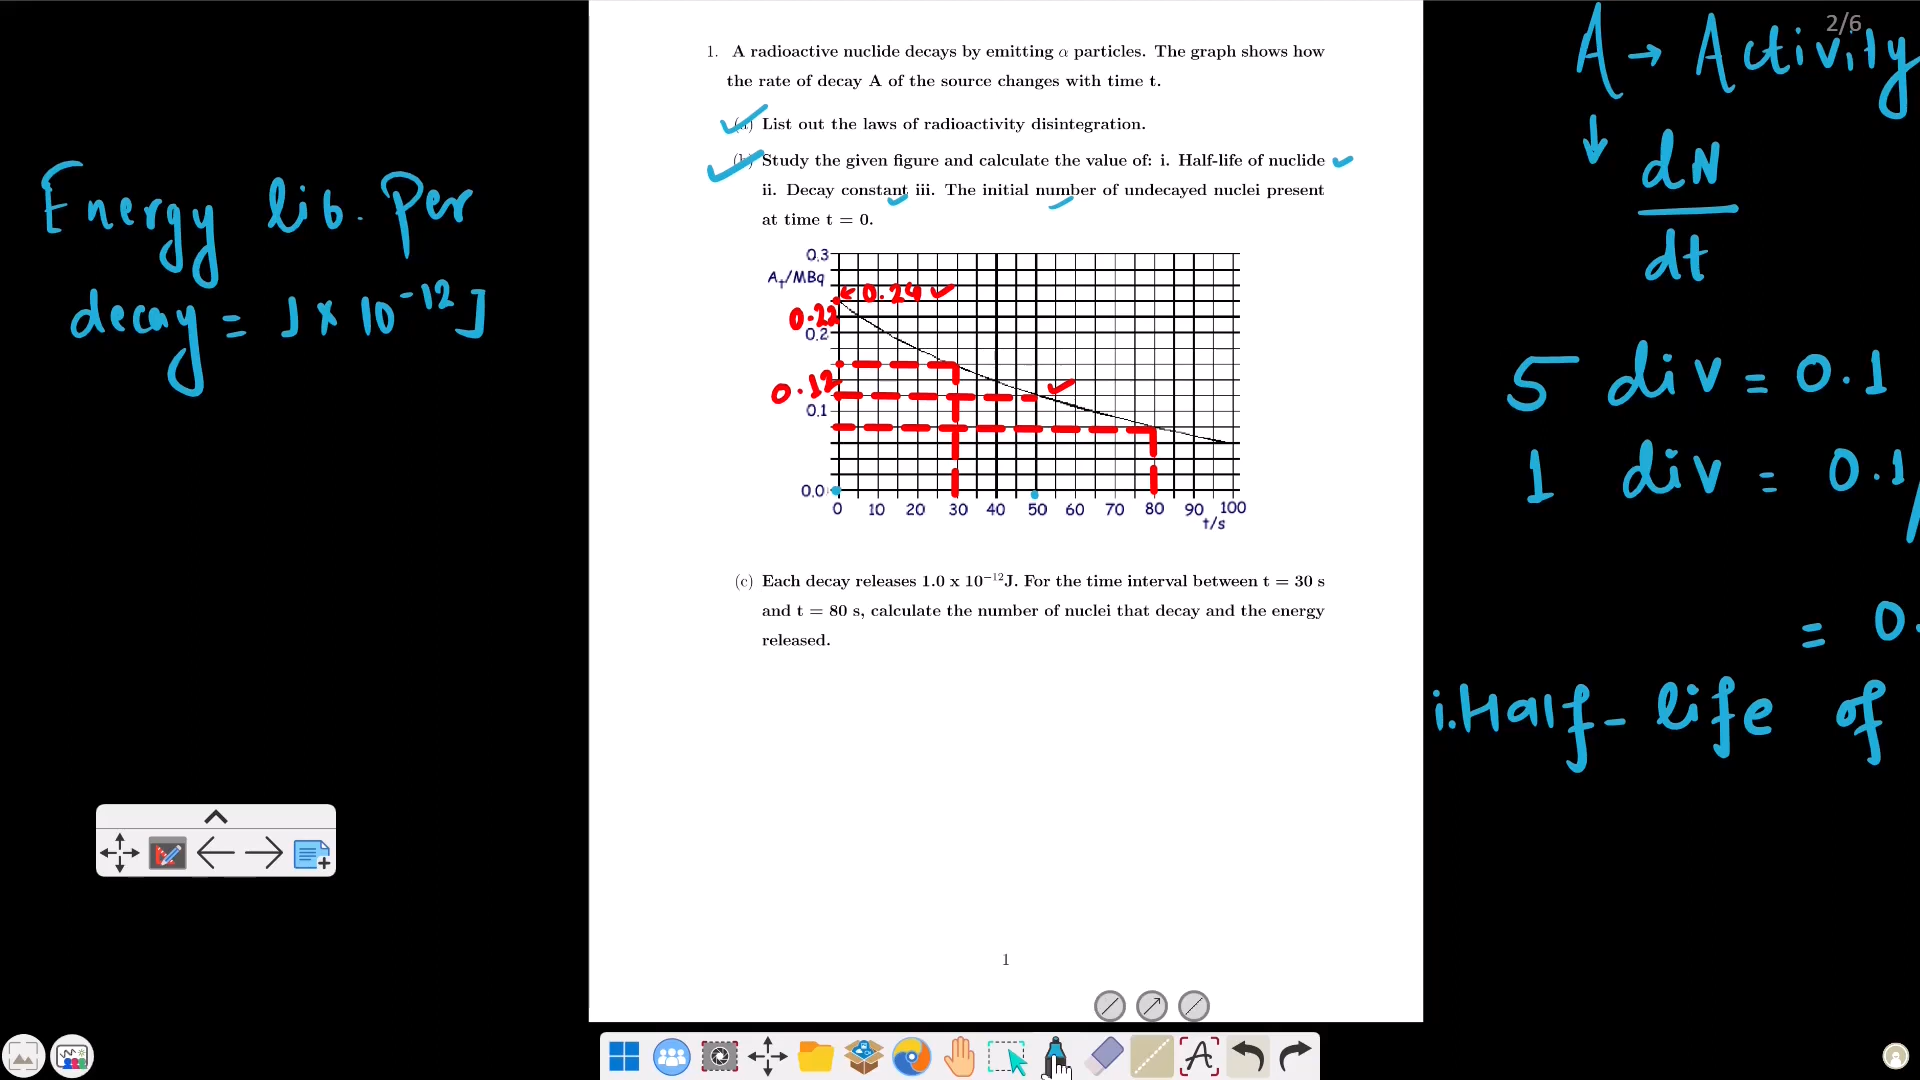 2/6
Energy lib. Per
decay = 1 x 10⁻¹² J
1. A radioactive nuclide decays by emitting α particles. The graph shows how
the rate of decay A of the source changes with time t.
(a) List out the laws of radioactivity disintegration.
(b) Study the given figure and calculate the value of: i. Half-life of nuclide
ii. Decay constant iii. The initial number of undecayed nuclei present
at time t = 0.
0.3
Aₜ/MBq
0.24
0.22
0.2
0.12
0.1
0.0
0 10 20 30 40 50 60 70 80 90 100
t/s
(c) Each decay releases 1.0 x 10⁻¹²J. For the time interval between t = 30 s
and t = 80 s, calculate the number of nuclei that decay and the energy
released.
1
A → Activity
↓ dN
dt
5 div = 0.1
1 div = 0.1/
= 0.
i. Half-life of